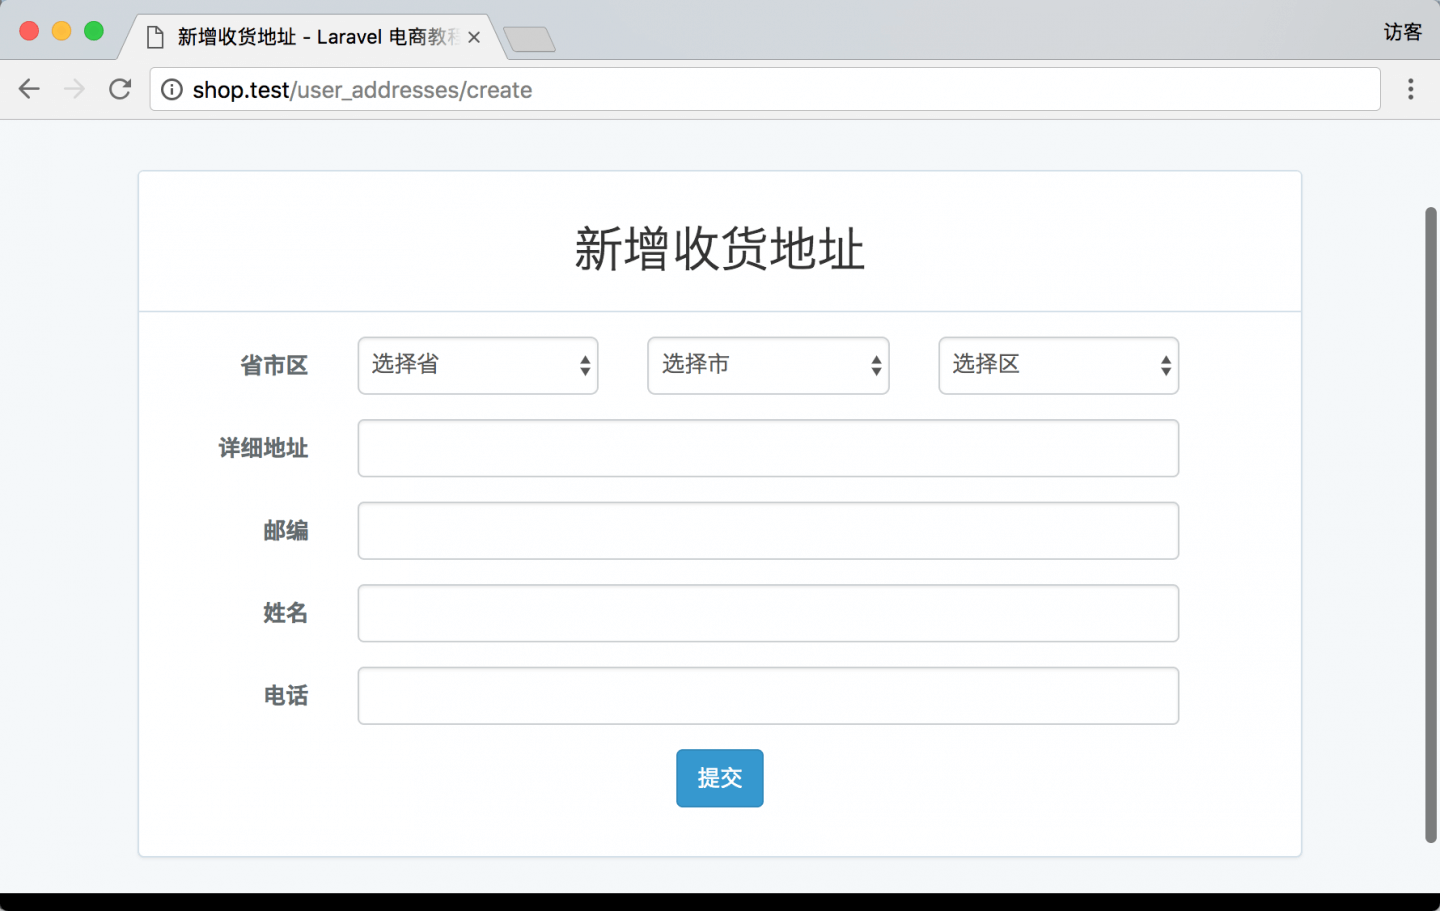 新增收货地址 - Laravel 电商教程
访客
shop.test/user_addresses/create
新增收货地址
省市区 选择省 选择市 选择区
详细地址
邮编
姓名
电话
提交